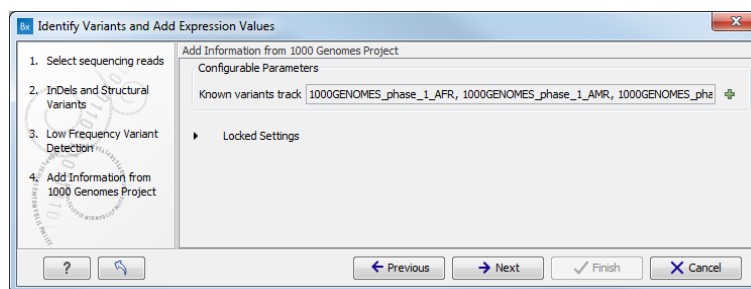 Bx Identify Variants and Add Expression Values
X
Add Information from 1000 Genomes Project
1. Select sequencing reads
2. InDels and Structural
Variants
3. Low Frequency Variant
Detection
4. Add Information from
1000 Genomes Project
Configurable Parameters
Known variants track 1000GENOMES_phase_1_AFR, 1000GENOMES_phase_1_AMR, 1000GENOMES_pha
Locked Settings
? Previous Next Finish Cancel